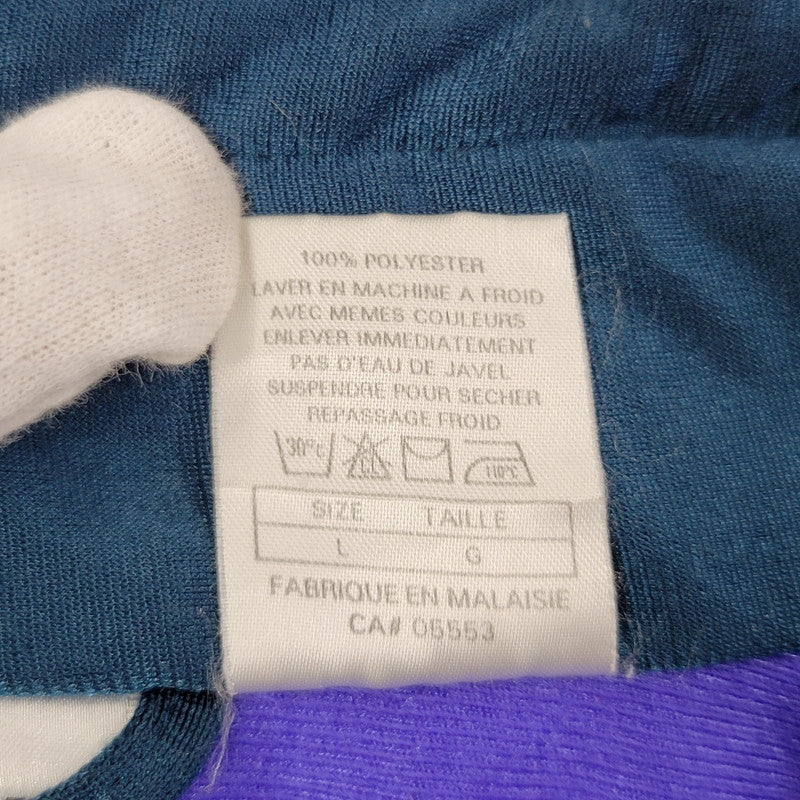 100% POLYESTER
LAVER EN MACHINE A FROID
AVEC MEMES COULEURS
ENLEVER IMMEDIATEMENT
PAS D'EAU DE JAVEL
SUSPENDRE POUR SECHER
REPASSAGE FROID
30°C CL 110°C
SIZE TAILLE
L G
FABRIQUE EN MALAISIE
CA# 05553